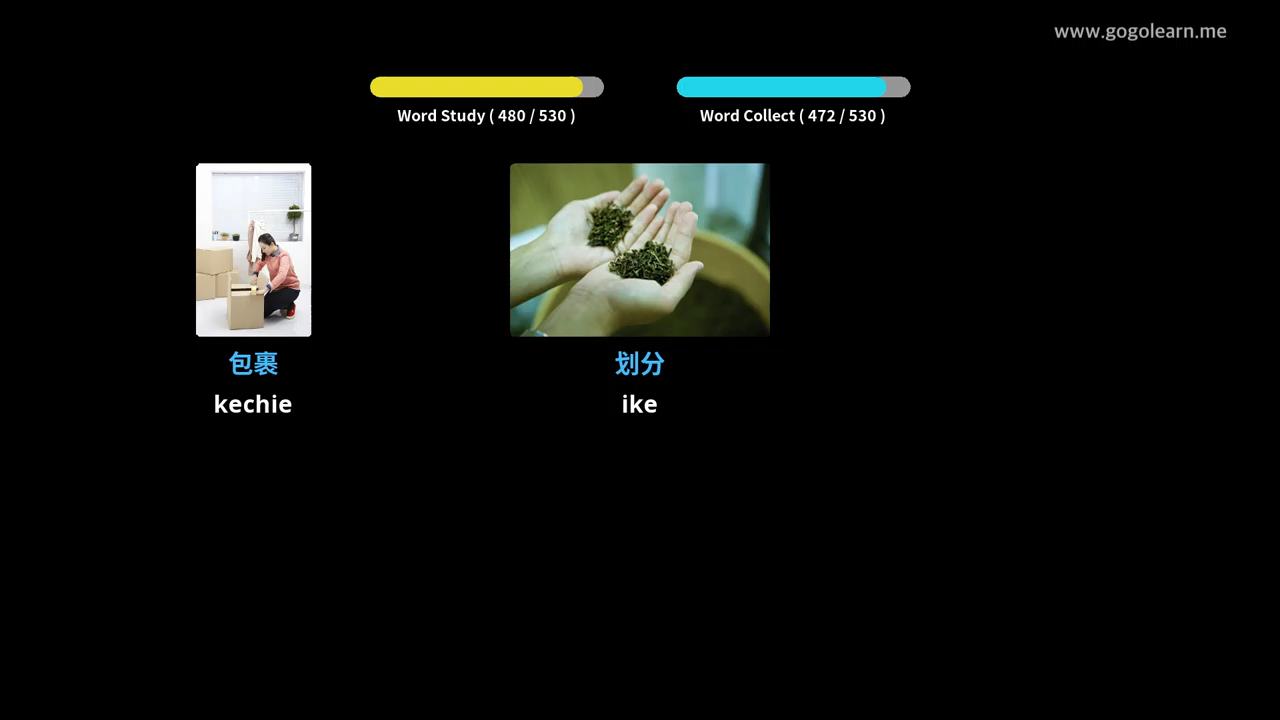 www.gogolearn.me
Word Study ( 480 / 530 )
Word Collect ( 472 / 530 )
包裹
kechie
划分
ike